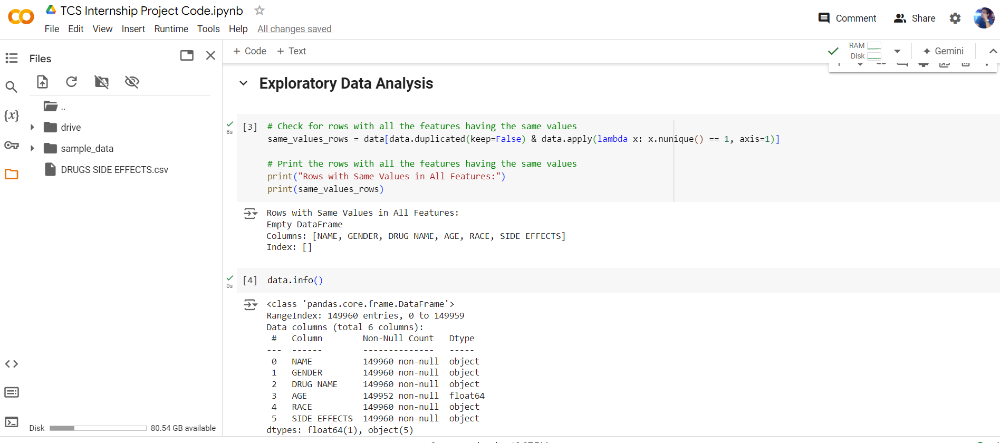 TCS Internship Project Code.ipynb
File Edit View Insert Runtime Tools Help All changes saved
Comment Share
Files
+ Code + Text
RAM
Disk
Gemini
..
drive
sample_data
DRUGS SIDE EFFECTS.csv
{x}
Disk 80.54 GB available
Exploratory Data Analysis
8s
[3] # Check for rows with all the features having the same values
same_values_rows = data[data.duplicated(keep=False) & data.apply(lambda x: x.nunique() == 1, axis=1)]
# Print the rows with all the features having the same values
print("Rows with Same Values in All Features:")
print(same_values_rows)
Rows with Same Values in All Features:
Empty DataFrame
Columns: [NAME, GENDER, DRUG NAME, AGE, RACE, SIDE EFFECTS]
Index: []
0s
[4] data.info()
<class 'pandas.core.frame.DataFrame'>
RangeIndex: 149960 entries, 0 to 149959
Data columns (total 6 columns):
# Column Non-Null Count Dtype
--- ------ -------------- -----
0 NAME 149960 non-null object
1 GENDER 149960 non-null object
2 DRUG NAME 149960 non-null object
3 AGE 149952 non-null float64
4 RACE 149960 non-null object
5 SIDE EFFECTS 149960 non-null object
dtypes: float64(1), object(5)